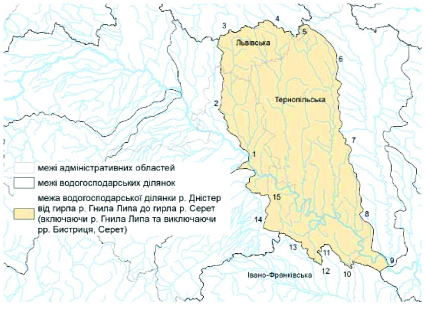 3
4
5
Львівська
6
Тернопільська
2
7
1
межі адміністративних областей
межі водогосподарських ділянок
межа водогосподарської ділянки р. Дністер
від гирла р. Гнила Липа до гирла р. Серет
(включаючи р. Гнила Липа та виключаючи
рр. Бистриця, Серет)
15
8
14
13
11
9
12
10
Івано-Франківська